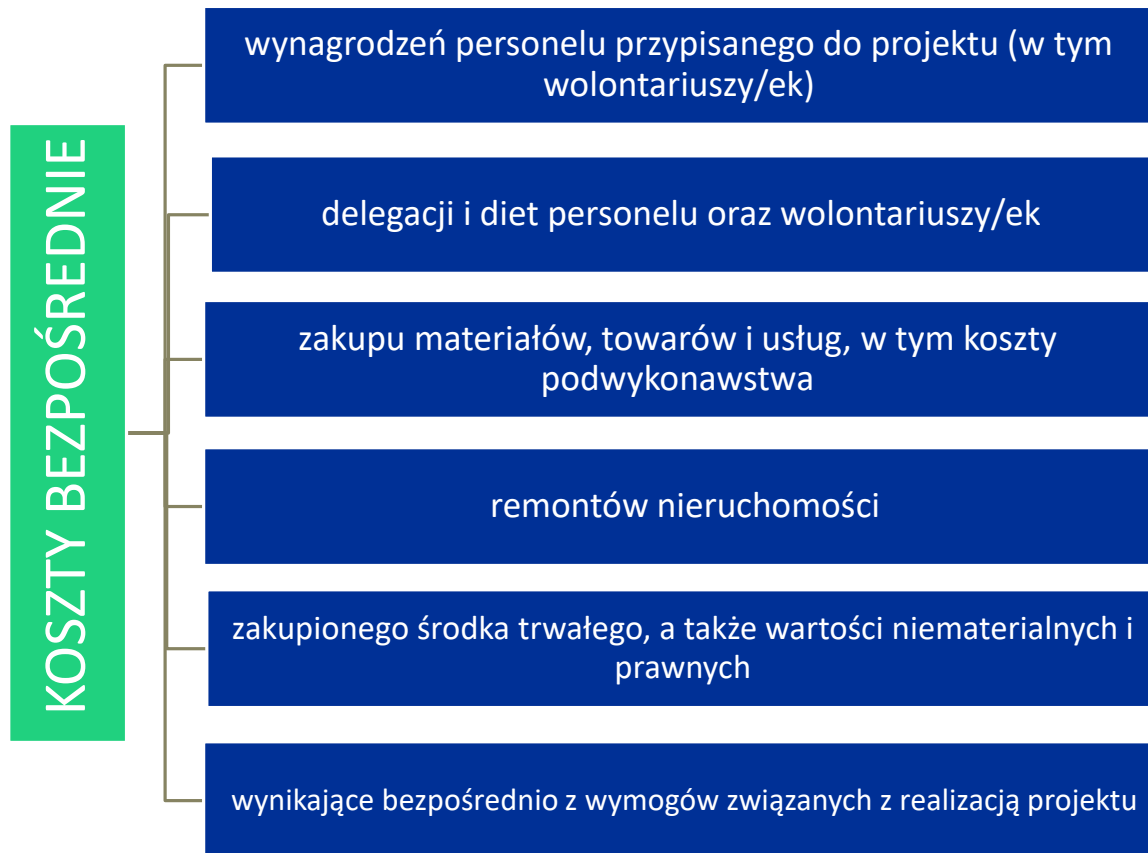 KOSZTY BEZPOŚREDNIE
wynagrodzeń personelu przypisanego do projektu (w tym
wolontariuszy/ek)
delegacji i diet personelu oraz wolontariuszy/ek
zakupu materiałów, towarów i usług, w tym koszty
podwykonawstwa
remontów nieruchomości
zakupionego środka trwałego, a także wartości niematerialnych i
prawnych
wynikające bezpośrednio z wymogów związanych z realizacją projektu